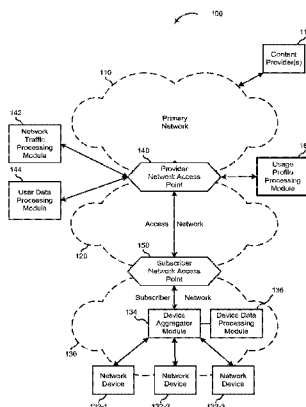 100
Content
Provider(s)
110
Primary
Network
142
Network
Traffic
Processing
Module
140
Provider
Network Access
Point
Usage
Profile
Processing
Module
144
User Data
Processing
Module
Access Network
120
150
Subscriber
Network Access
Point
Subscriber Network
134
Device
Aggregator
Module
136
Device Data
Processing
Module
130
Network
Device
Network
Device
Network
Device